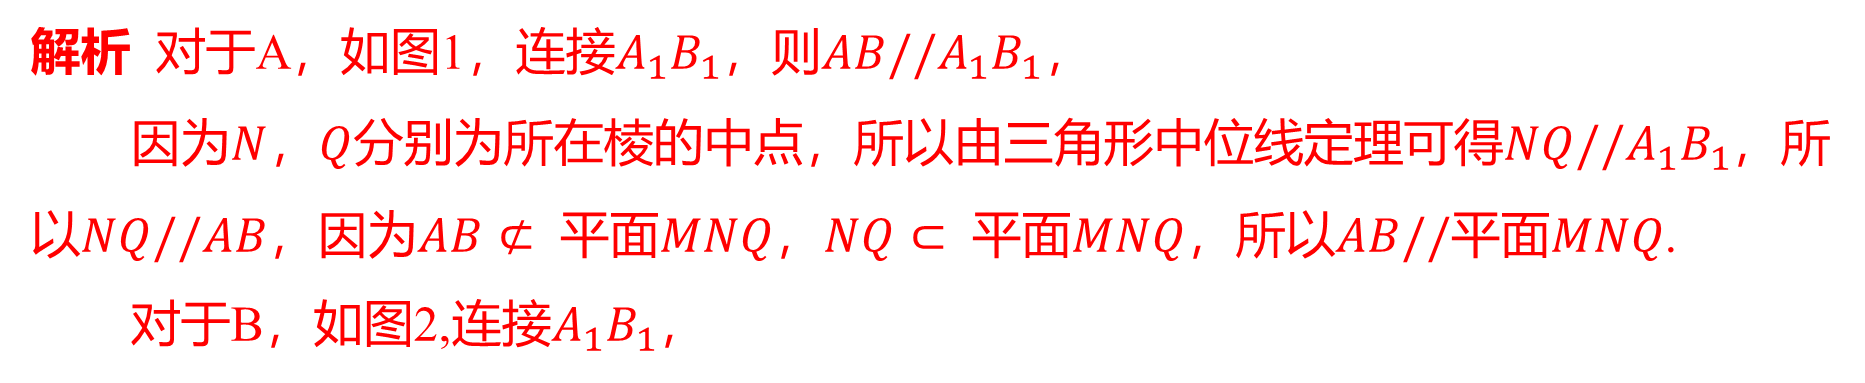 解析 对于A，如图1，连接A₁B₁，则AB//A₁B₁，
因为N，Q分别为所在棱的中点，所以由三角形中位线定理可得NQ//A₁B₁，所
以NQ//AB，因为AB⊄ 平面MNQ，NQ⊂ 平面MNQ，所以AB//平面MNQ.
对于B，如图2,连接A₁B₁，